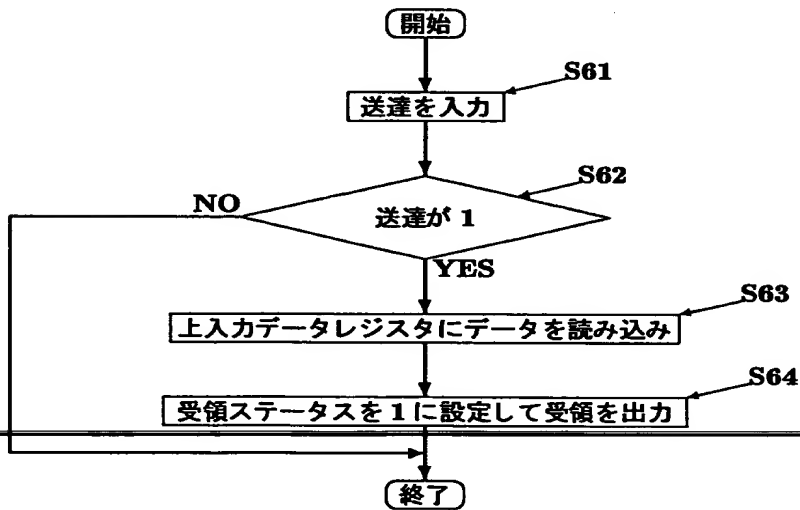 開始
S61
送達を入力
S62
NO
送達が 1
YES
S63
上入力データレジスタにデータを読み込み
S64
受領ステータスを 1 に設定して受領を出力
終了